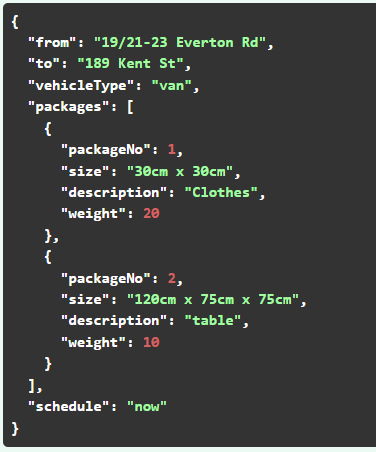 {
  "from": "19/21-23 Everton Rd",
  "to": "189 Kent St",
  "vehicleType": "van",
  "packages": [
    {
      "packageNo": 1,
      "size": "30cm x 30cm",
      "description": "Clothes",
      "weight": 20
    },
    {
      "packageNo": 2,
      "size": "120cm x 75cm x 75cm",
      "description": "table",
      "weight": 10
    }
  ],
  "schedule": "now"
}